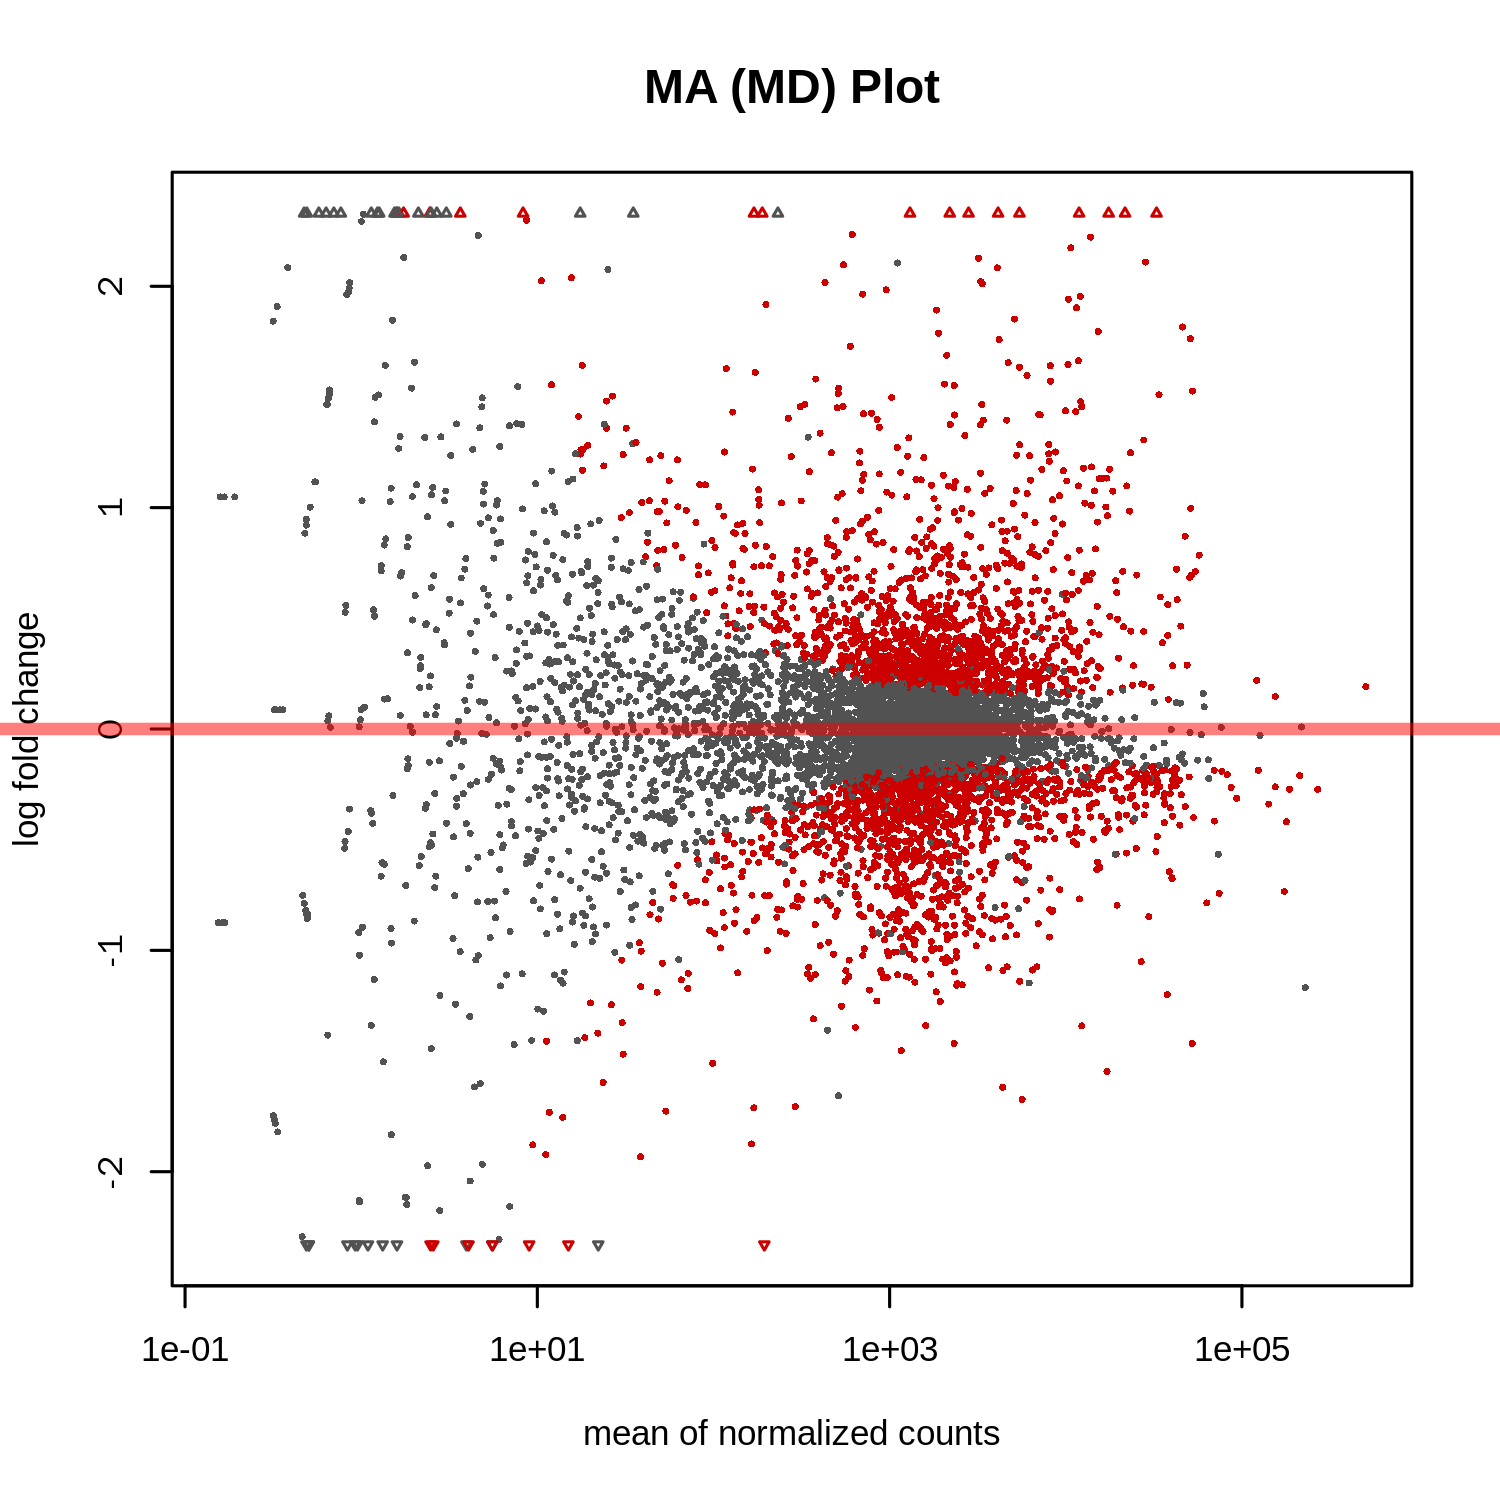 MA (MD) Plot
log fold change
2
1
0
-1
-2
1e-01
1e+01
1e+03
1e+05
mean of normalized counts